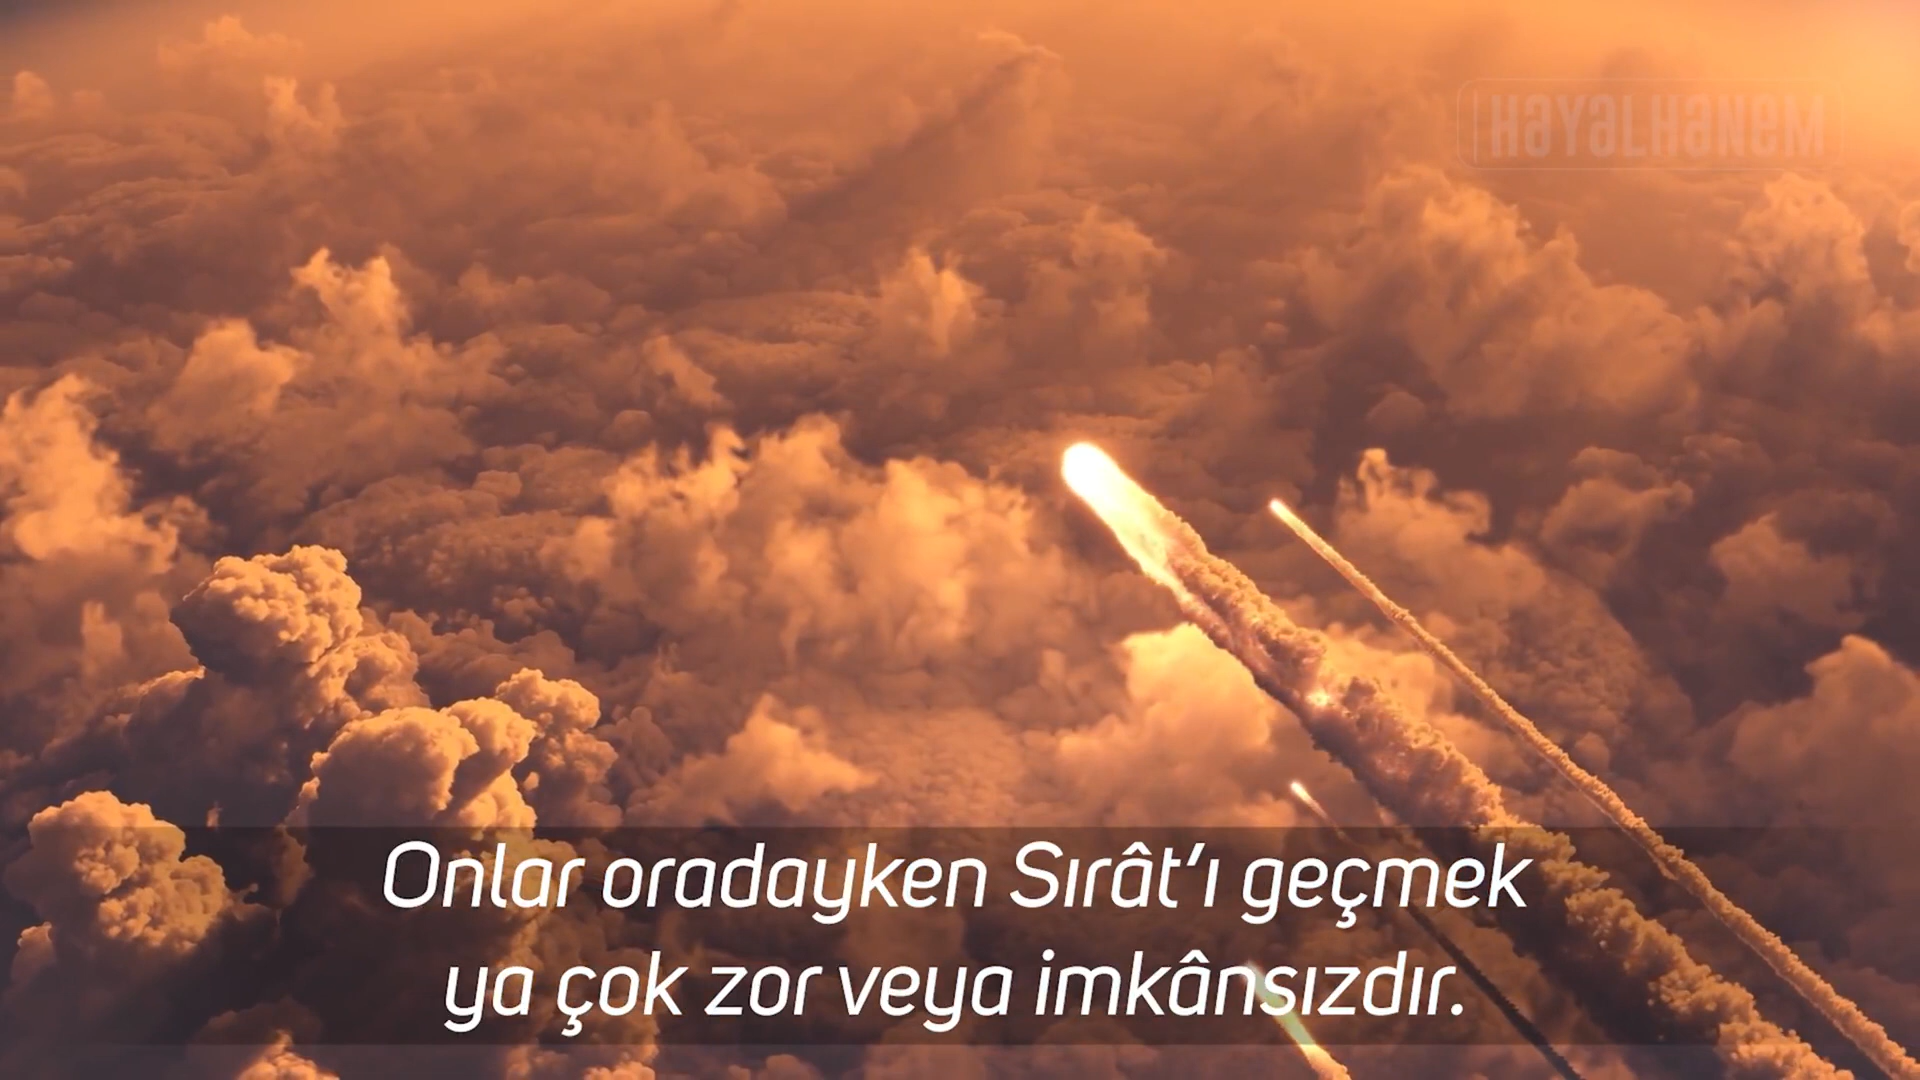 HAYALHANEM
Onlar oradayken Sırât’ı geçmek
ya çok zor veya imkânsızdır.